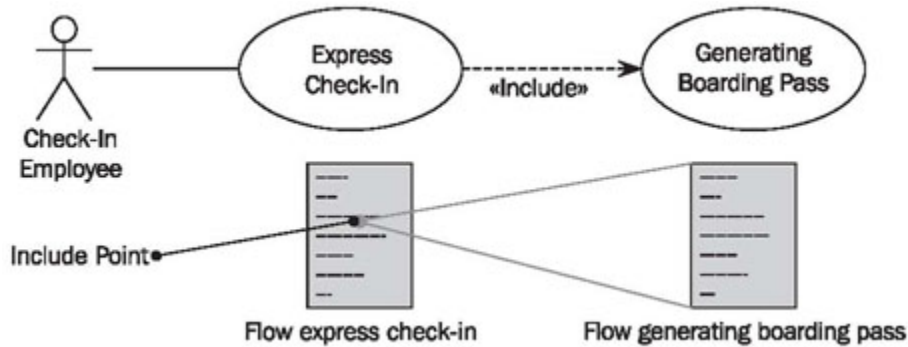 Express
Check-In
Generating
Boarding Pass
«Include»
Check-In
Employee
Include Point
Flow express check-in
Flow generating boarding pass